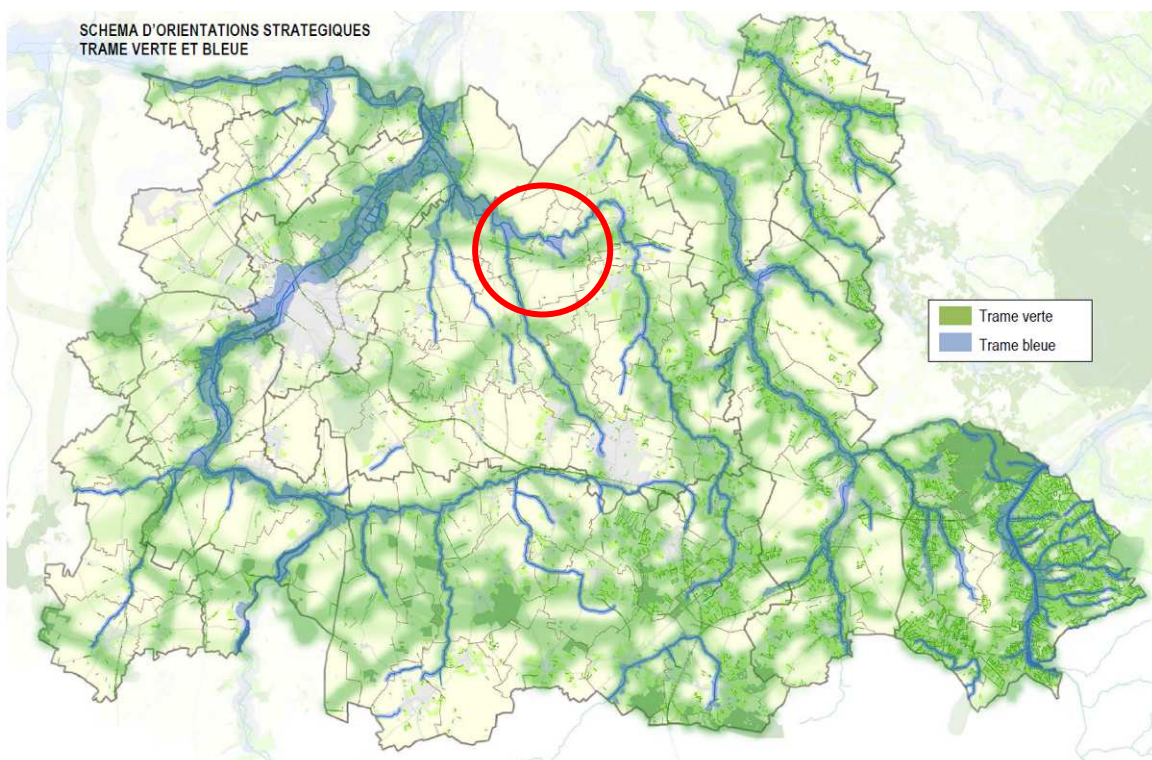 SCHEMA D'ORIENTATIONS STRATEGIQUES
TRAME VERTE ET BLEUE
Trame verte
Trame bleue